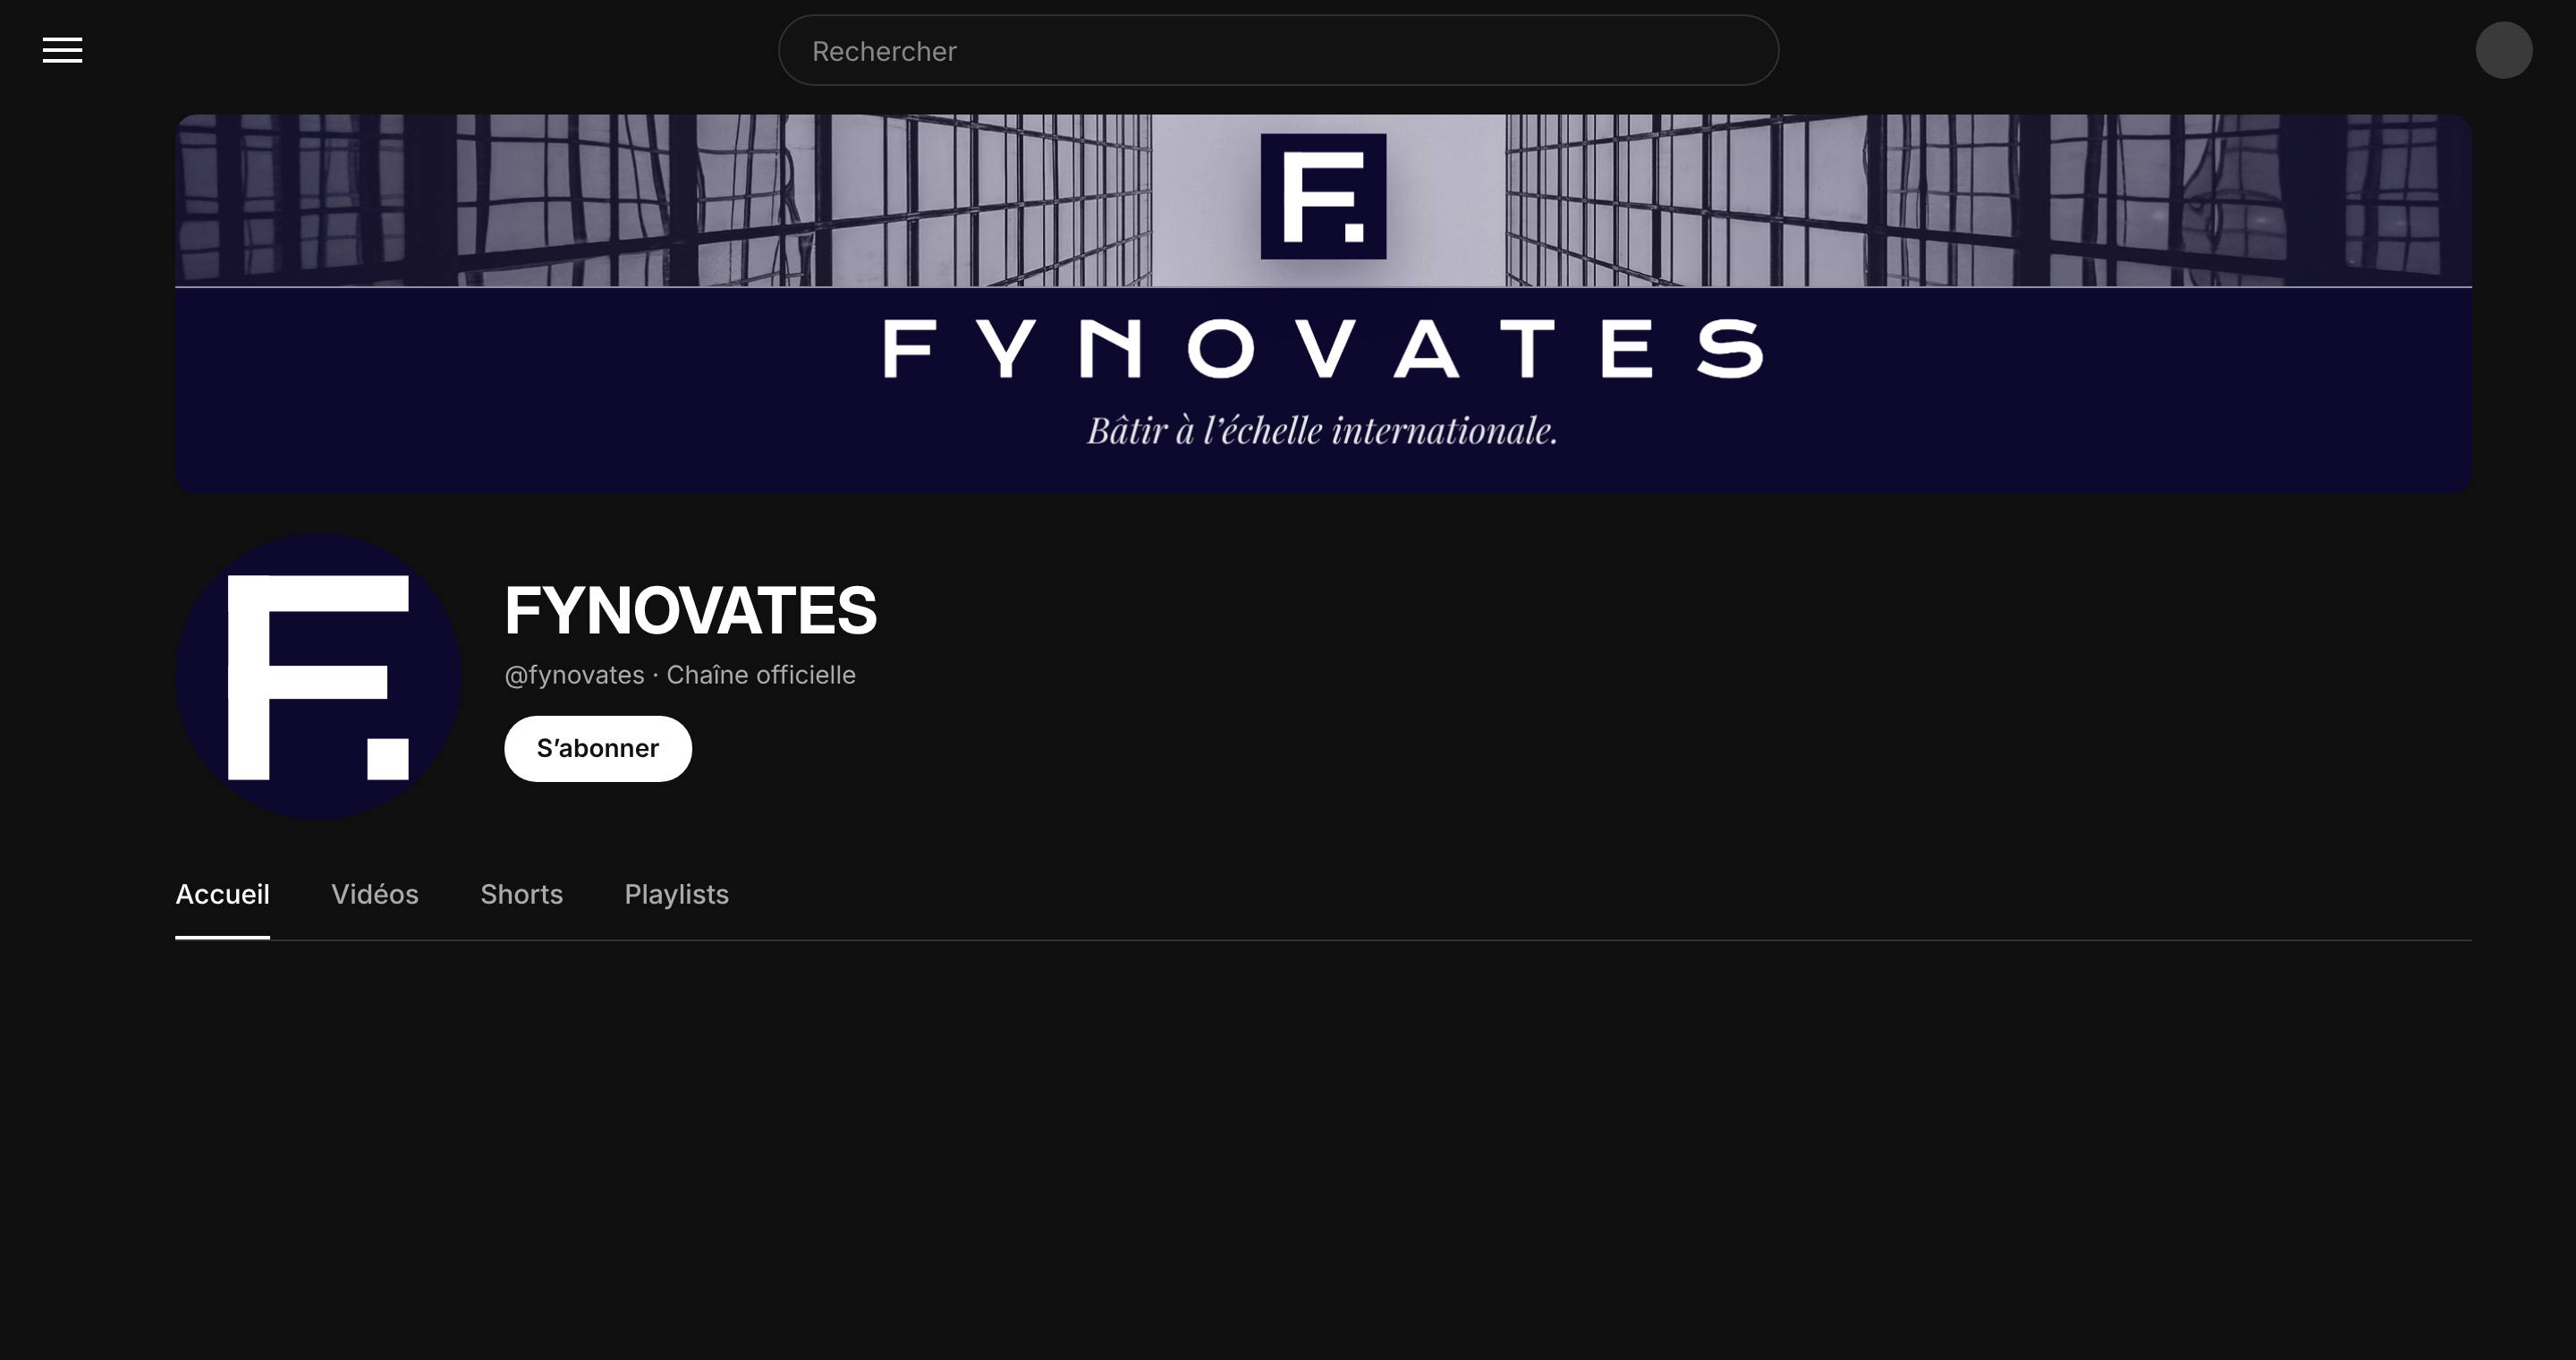 Rechercher
F.
FYNOVATES
Bâtir à l’échelle internationale.
F.
FYNOVATES
@fynovates · Chaîne officielle
S’abonner
Accueil Vidéos Shorts Playlists